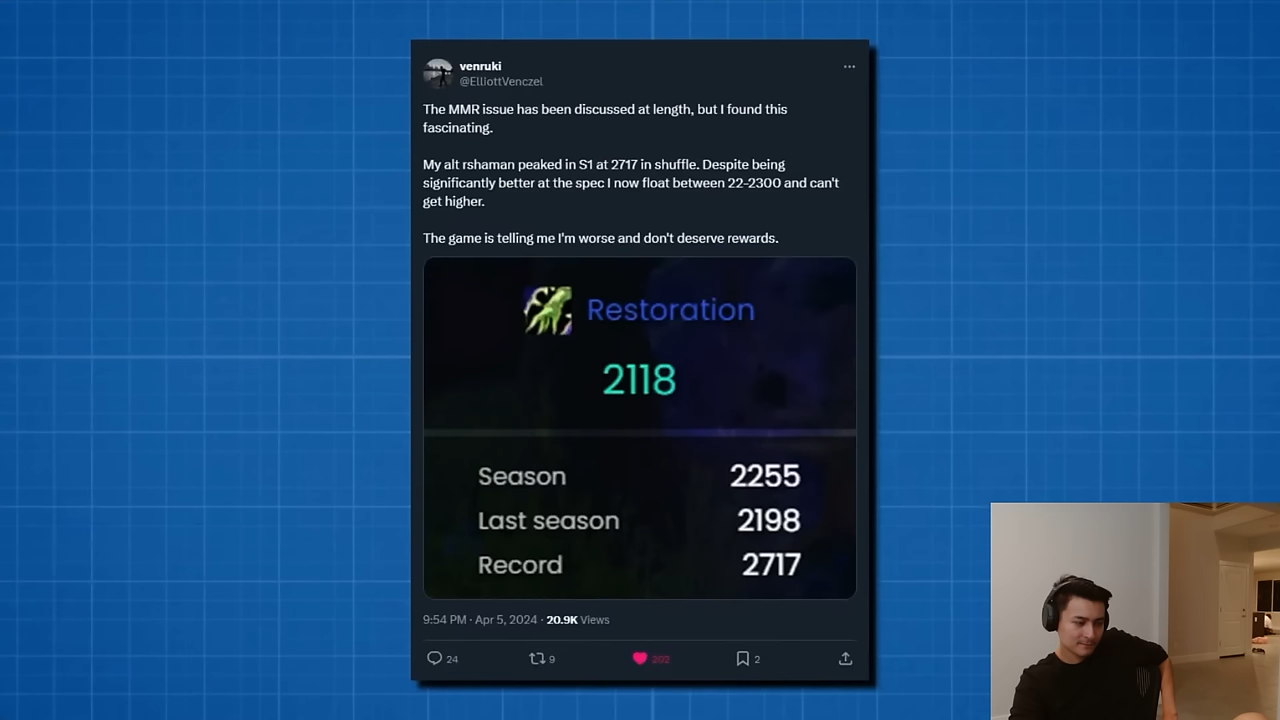 venruki
@ElliottVenczel
The MMR issue has been discussed at length, but I found this
fascinating.
My alt rshaman peaked in S1 at 2717 in shuffle. Despite being
significantly better at the spec I now float between 22-2300 and can't
get higher.
The game is telling me I'm worse and don't deserve rewards.
Restoration
2118
Season 2255
Last season 2198
Record 2717
9:54 PM · Apr 5, 2024 · 20.9K Views
24 9 202 2